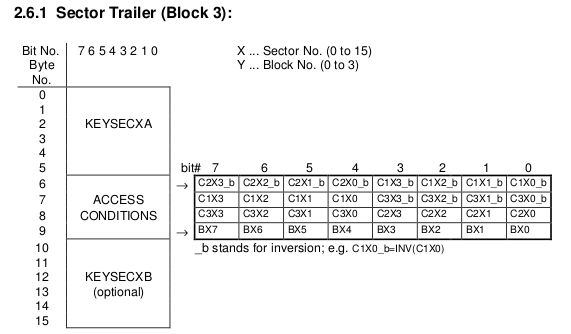 2.6.1 Sector Trailer (Block 3):
Bit No. 7 6 5 4 3 2 1 0 X ... Sector No. (0 to 15)
Byte Y ... Block No. (0 to 3)
No.
0
1
2 KEYSECXA
3
4
5 bit# 7 6 5 4 3 2 1 0
6 → C2X3_b C2X2_b C2X1_b C2X0_b C1X3_b C1X2_b C1X1_b C1X0_b
7 ACCESS C1X3 C1X2 C1X1 C1X0 C3X3_b C3X2_b C3X1_b C3X0_b
8 CONDITIONS C3X3 C3X2 C3X1 C3X0 C2X3 C2X2 C2X1 C2X0
9 → BX7 BX6 BX5 BX4 BX3 BX2 BX1 BX0
10 _b stands for inversion; e.g. C1X0_b=INV(C1X0)
11
12 KEYSECXB
13 (optional)
14
15